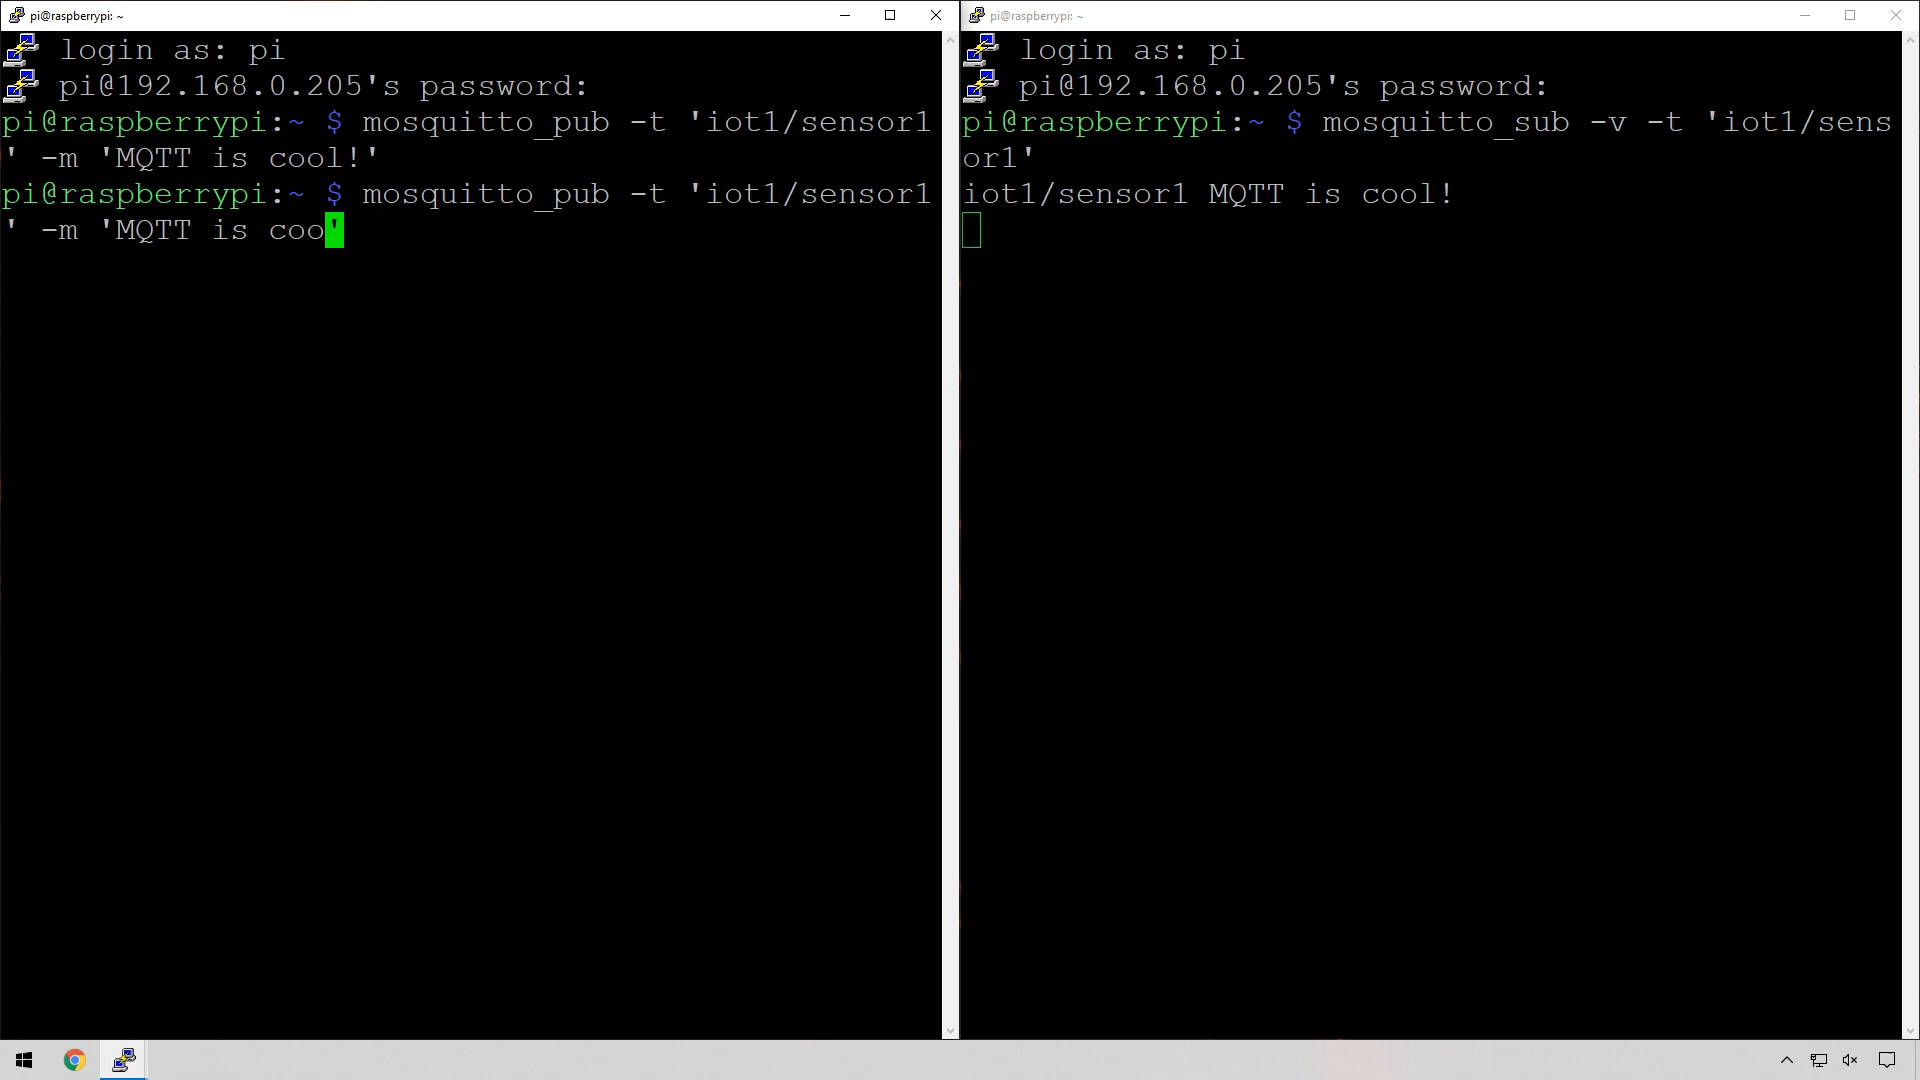 pi@raspberrypi: ~
login as: pi
pi@192.168.0.205's password:
pi@raspberrypi:~ $ mosquitto_pub -t 'iot1/sensor1
' -m 'MQTT is cool!'
pi@raspberrypi:~ $ mosquitto_pub -t 'iot1/sensor1
' -m 'MQTT is coo'
pi@raspberrypi: ~
login as: pi
pi@192.168.0.205's password:
pi@raspberrypi:~ $ mosquitto_sub -v -t 'iot1/sens
or1'
iot1/sensor1 MQTT is cool!